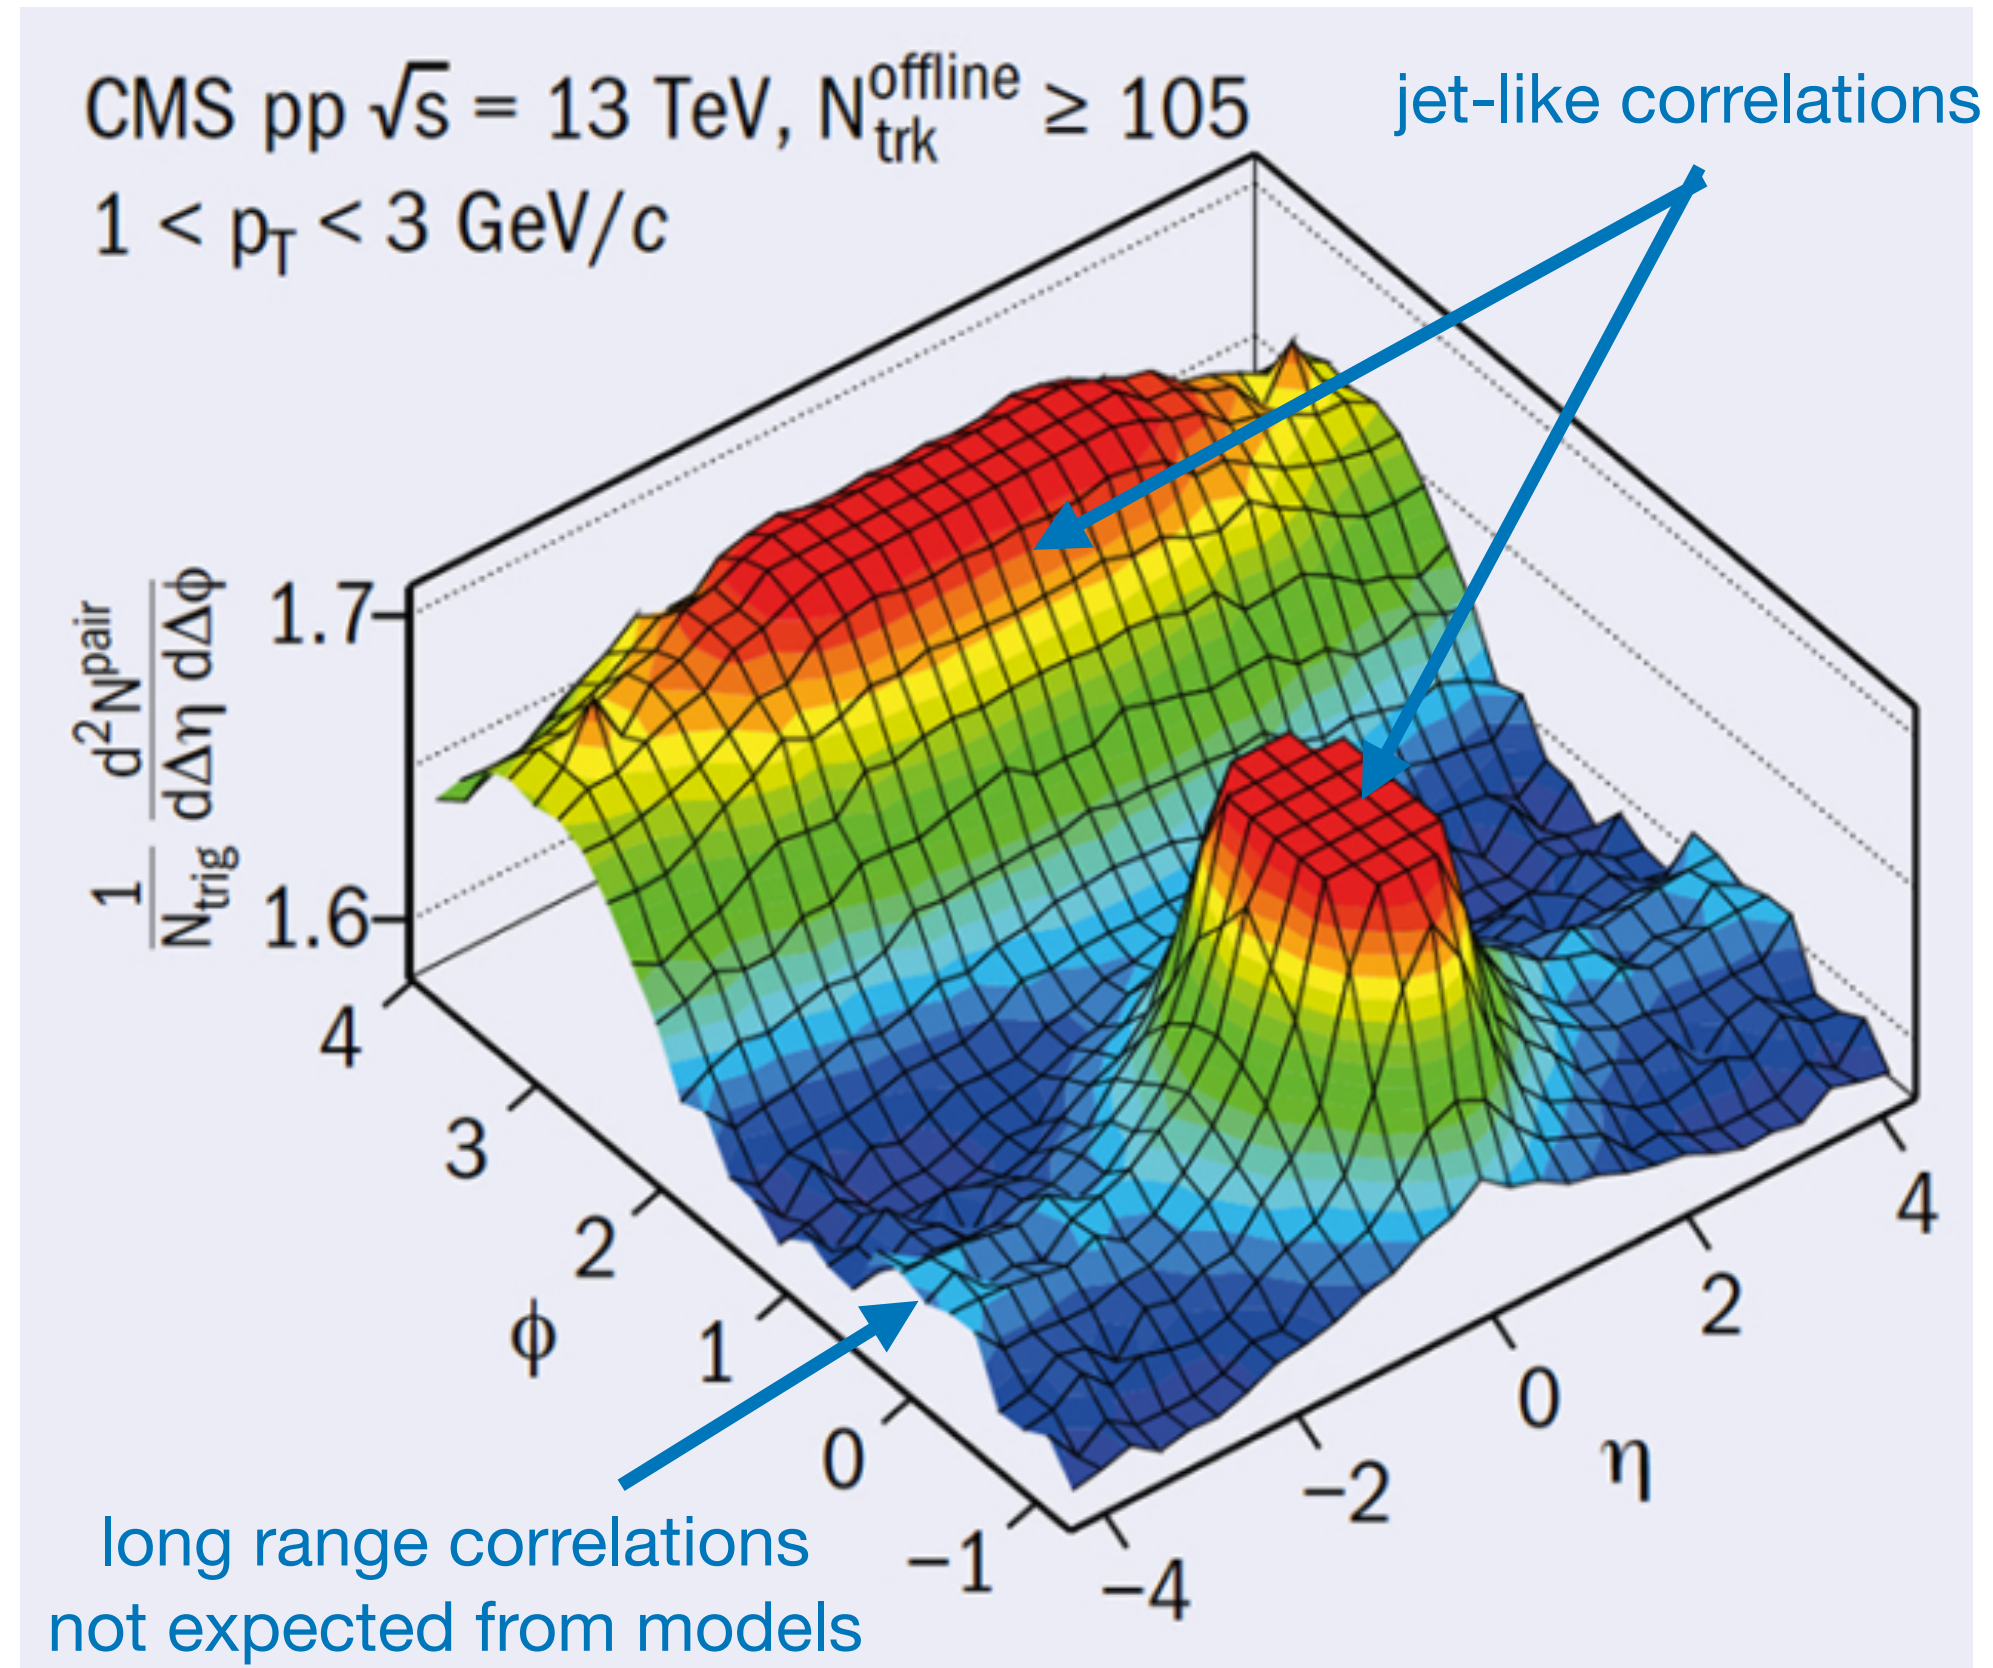 CMS pp √s = 13 TeV, N_trk^offline ≥ 105
1 < p_T < 3 GeV/c
jet-like correlations
1/N_trig d²N^pair/dΔη dΔϕ
1.7
1.6
4
3
2
1
0
−1
ϕ
−4
−2
0
2
4
η
long range correlations
not expected from models